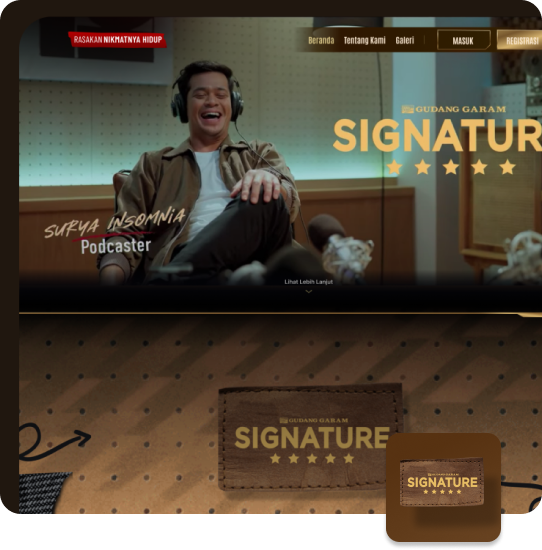 RASAKAN NIKMATNYA HIDUP
Beranda Tentang Kami Galeri
MASUK
REGISTRASI
GUDANG GARAM
SIGNATUR
SURYA INSOMNIA
Podcaster
Lihat Lebih Lanjut
GUDANG GARAM
SIGNATURE
GUDANG GARAM
SIGNATURE